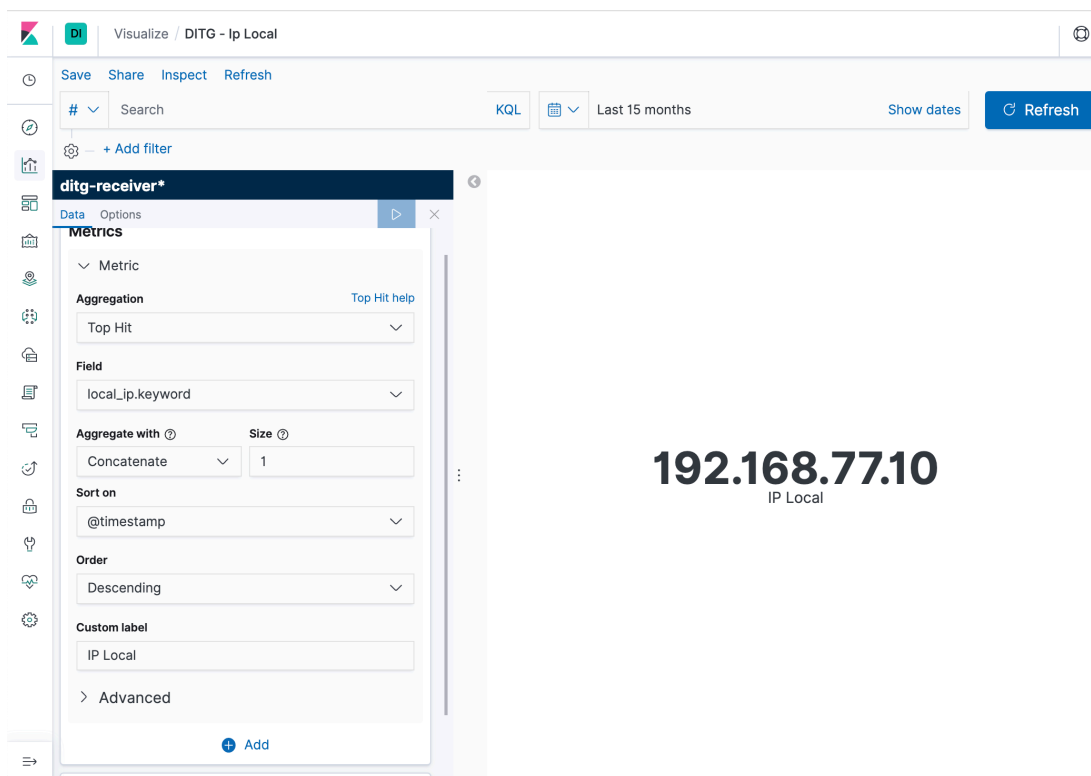 DI
Visualize / DITG - Ip Local
Save Share Inspect Refresh
# Search KQL Last 15 months Show dates Refresh
+ Add filter
ditg-receiver*
Data Options
Metrics
Metric
Aggregation Top Hit help
Top Hit
Field
local_ip.keyword
Aggregate with Size
Concatenate 1
Sort on
@timestamp
Order
Descending
Custom label
IP Local
Advanced
Add
192.168.77.10
IP Local